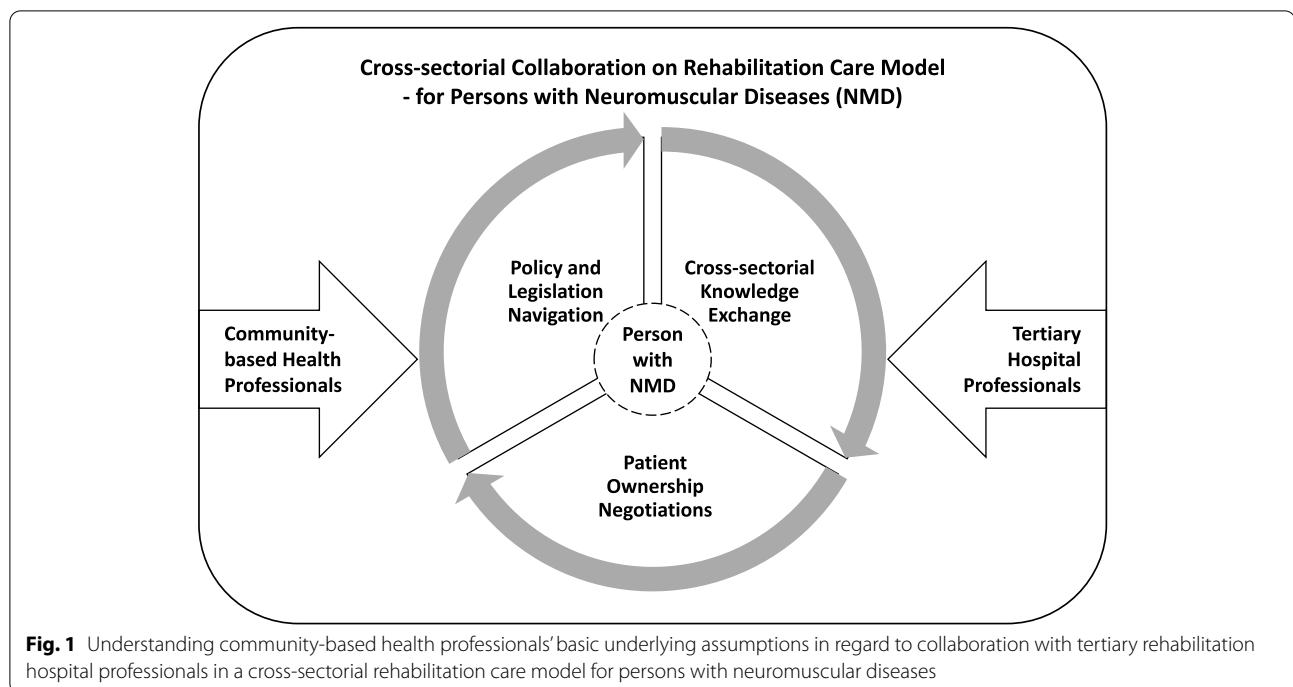 Cross-sectorial Collaboration on Rehabilitation Care Model
- for Persons with Neuromuscular Diseases (NMD)
Policy and
Legislation
Navigation
Cross-sectorial
Knowledge
Exchange
Community-
based Health
Professionals
Person
with
NMD
Tertiary
Hospital
Professionals
Patient
Ownership
Negotiations
Fig. 1 Understanding community-based health professionals' basic underlying assumptions in regard to collaboration with tertiary rehabilitation
hospital professionals in a cross-sectorial rehabilitation care model for persons with neuromuscular diseases